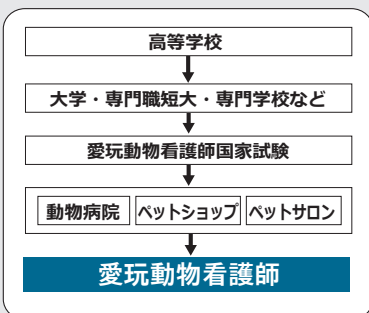 高等学校
大学・専門職短大・専門学校など
愛玩動物看護師国家試験
動物病院 ペットショップ ペットサロン
愛玩動物看護師